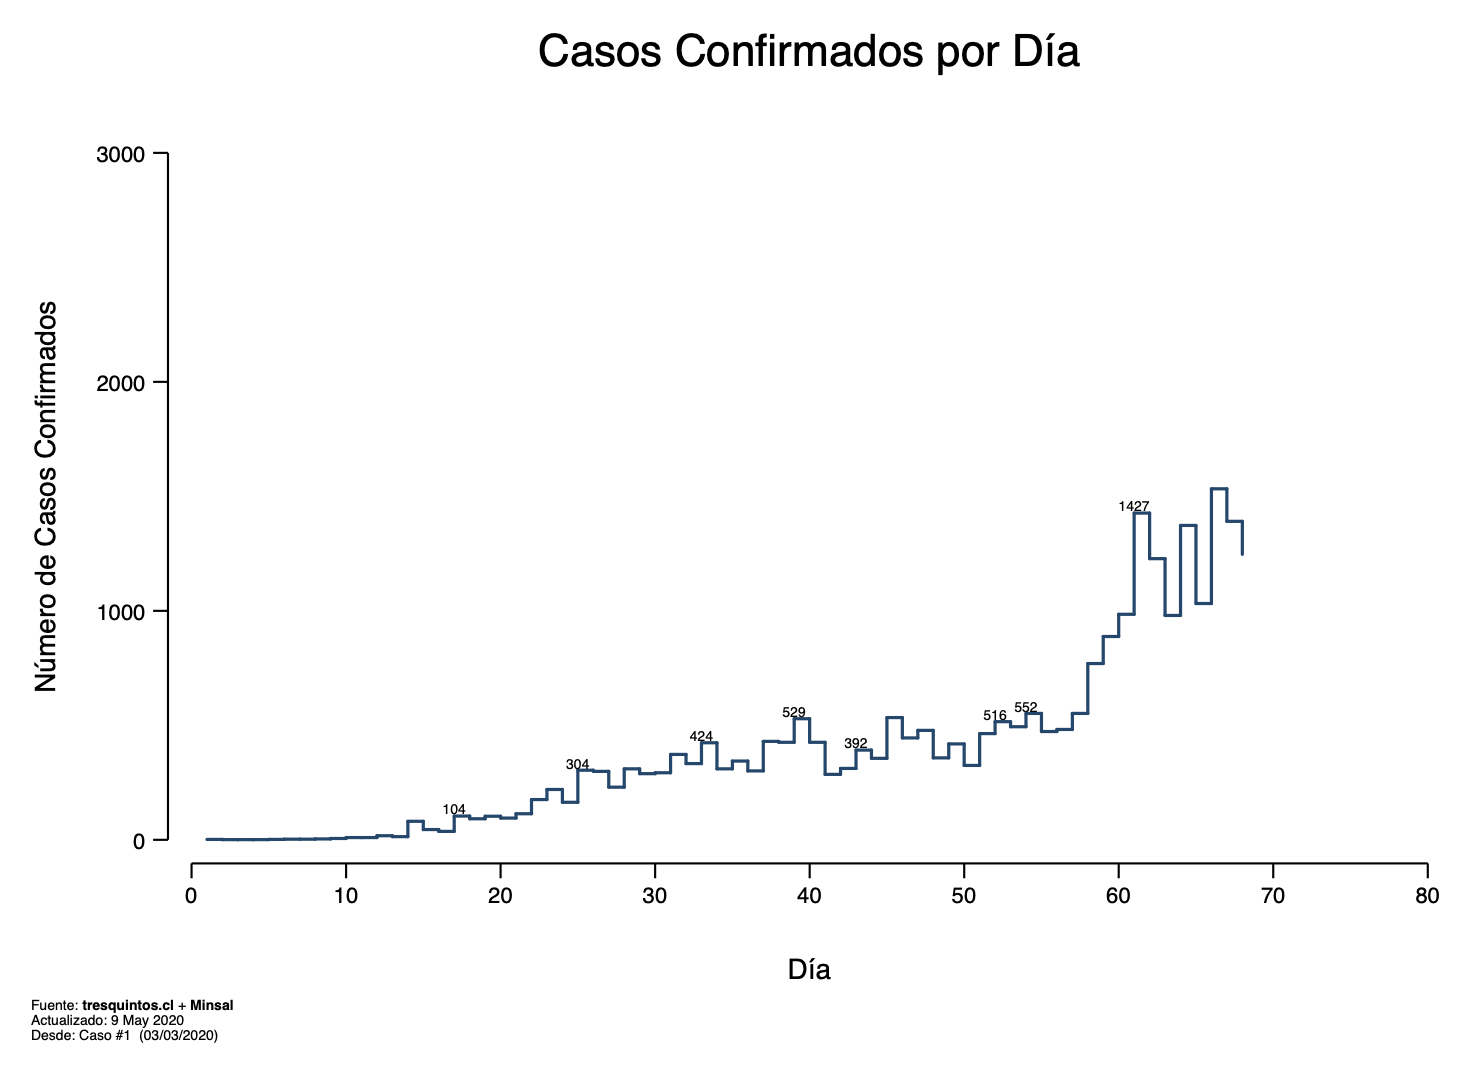 Casos Confirmados por Día
3000
2000
1000
0
Número de Casos Confirmados
1427
552
516
529
392
424
304
104
0 10 20 30 40 50 60 70 80
Día
Fuente: tresquintos.cl + Minsal
Actualizado: 9 May 2020
Desde: Caso #1 (03/03/2020)